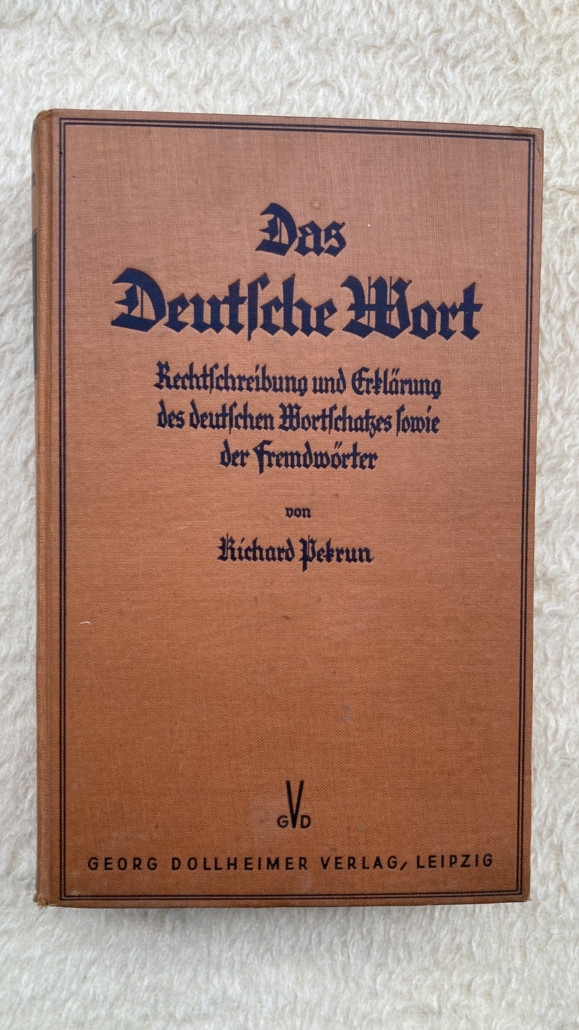 Das
Deutſche Wort
Rechtſchreibung und Erklärung
des deutſchen Wortſchatzes ſowie
der Fremdwörter
von
Richard Pekrun
GVD
GEORG DOLLHEIMER VERLAG, LEIPZIG